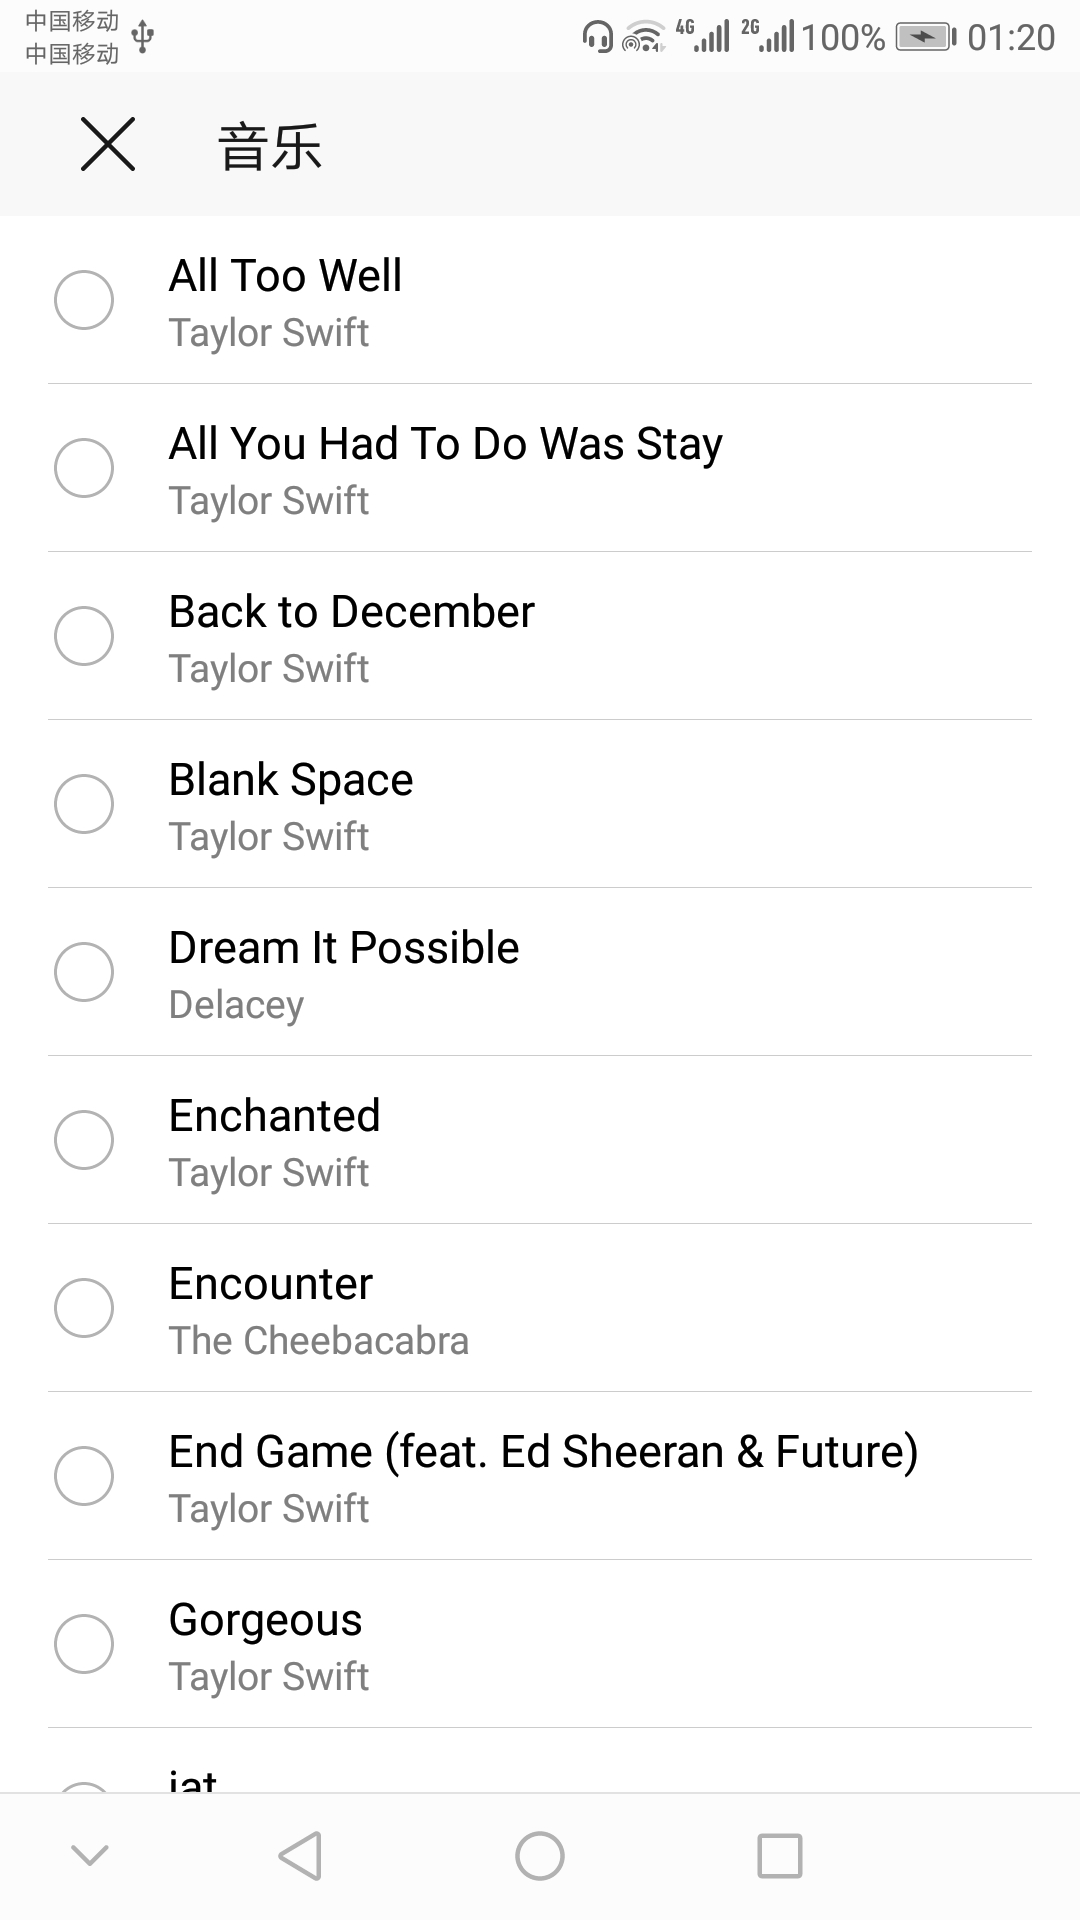 中国移动
中国移动
4G 2G 100% 01:20
音乐
All Too Well
Taylor Swift
All You Had To Do Was Stay
Taylor Swift
Back to December
Taylor Swift
Blank Space
Taylor Swift
Dream It Possible
Delacey
Enchanted
Taylor Swift
Encounter
The Cheebacabra
End Game (feat. Ed Sheeran & Future)
Taylor Swift
Gorgeous
Taylor Swift